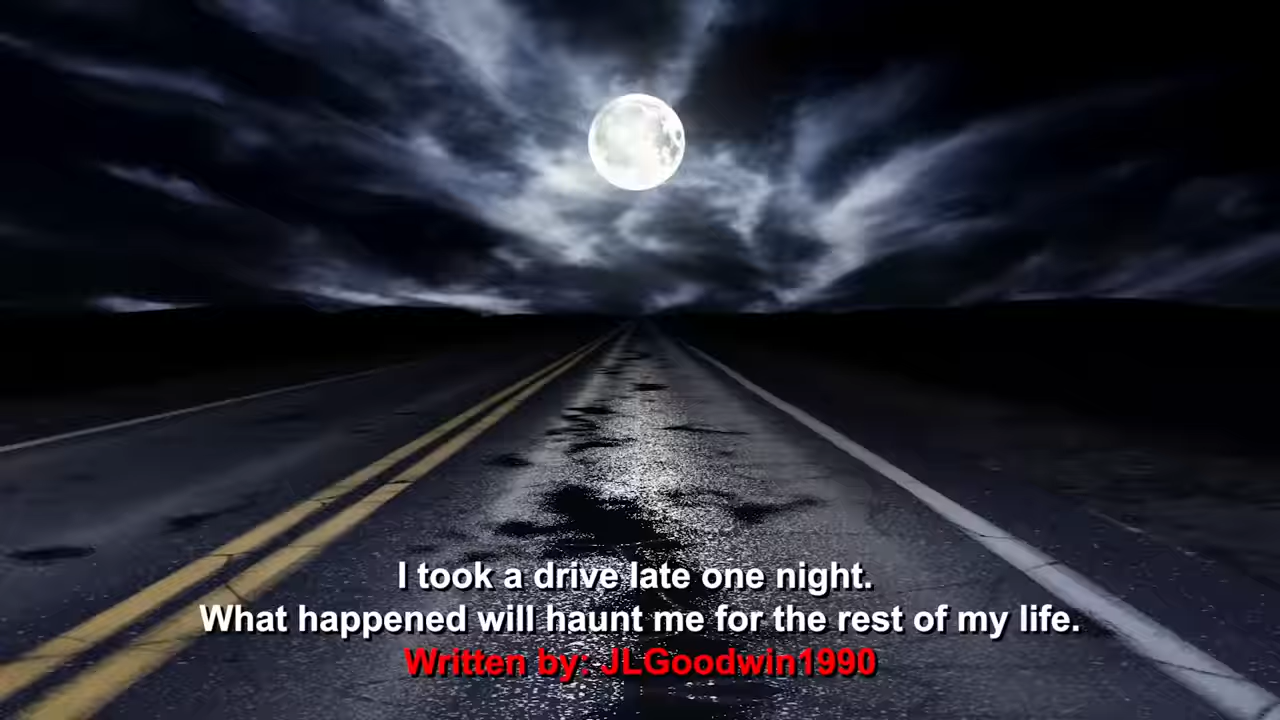 I took a drive late one night.
What happened will haunt me for the rest of my life.
Written by: JLGoodwin1990